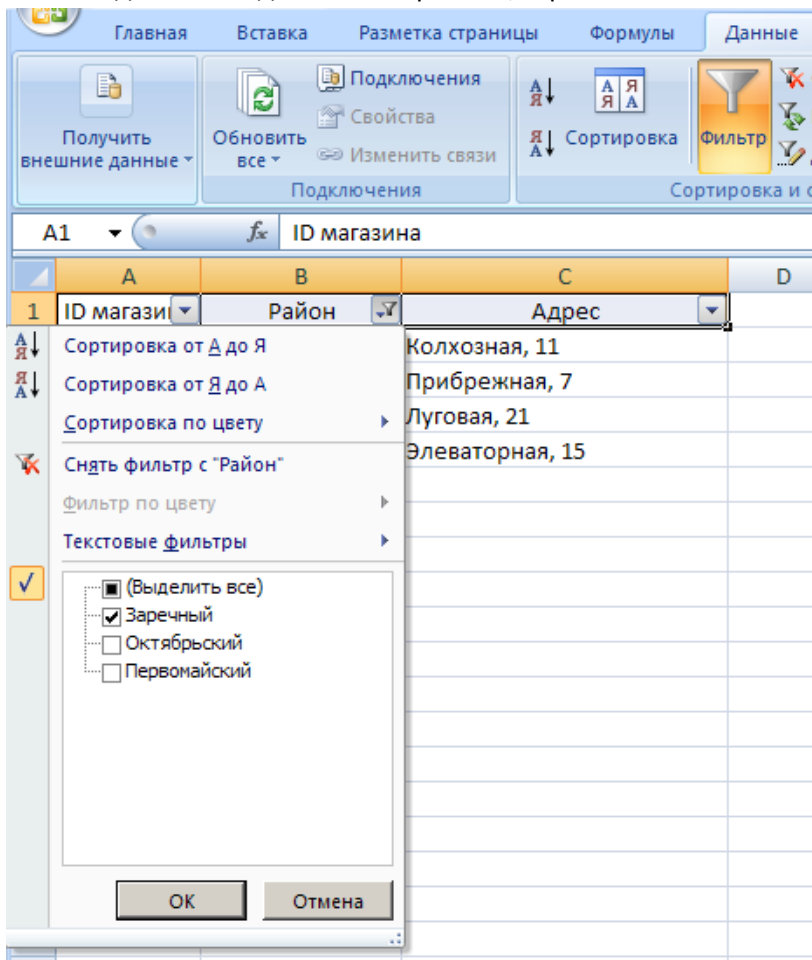 Главная Вставка Разметка страницы Формулы Данные
Получить внешние данные
Обновить все
Подключения
Свойства
Изменить связи
Подключения
А Я
Я А
Сортировка
Фильтр
Сортировка и
A1 fx ID магазина
A B C D
1 ID магази Район Адрес
Сортировка от А до Я
Сортировка от Я до А
Сортировка по цвету
Снять фильтр с "Район"
Фильтр по цвету
Текстовые фильтры
(Выделить все)
Заречный
Октябрьский
Первомайский
ОК Отмена
Колхозная, 11
Прибрежная, 7
Луговая, 21
Элеваторная, 15